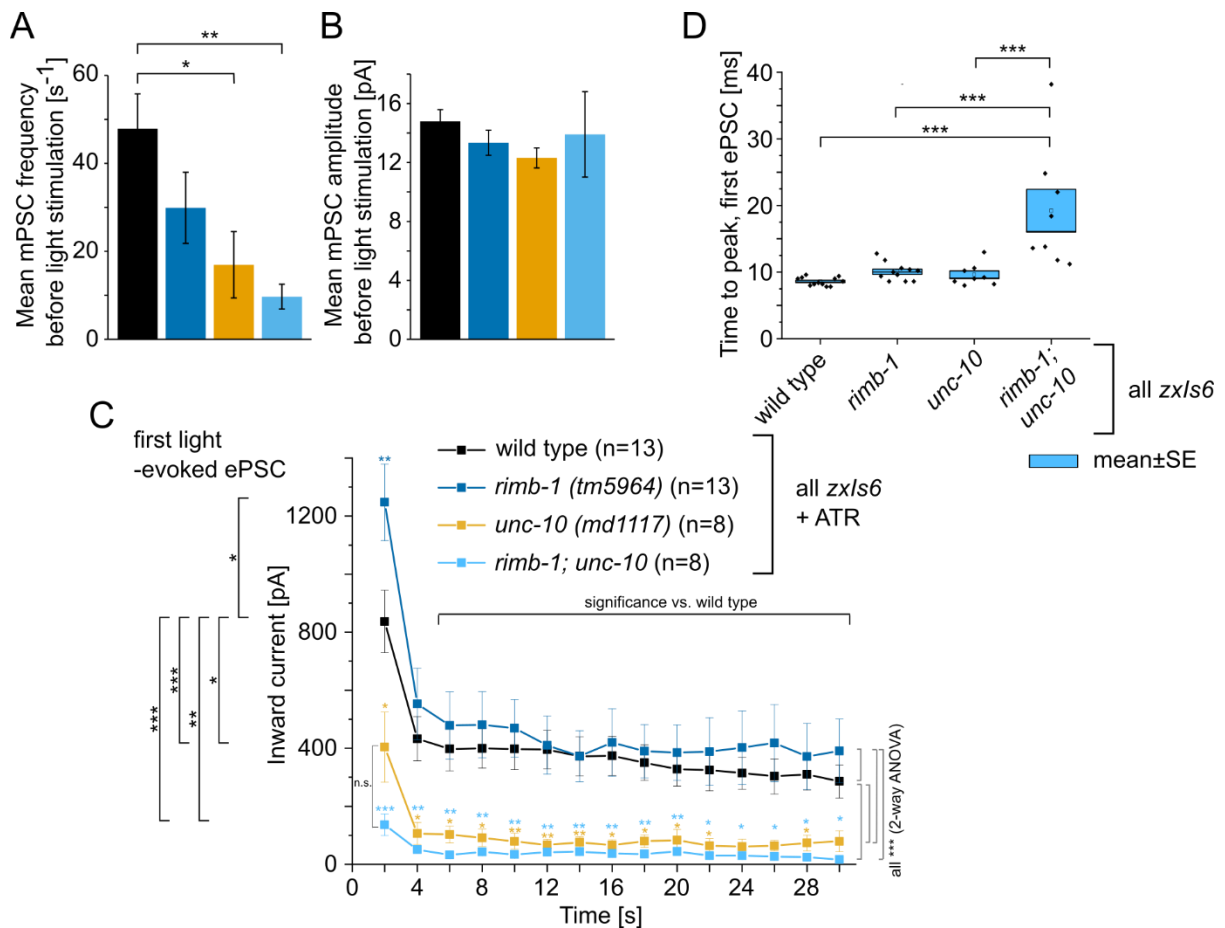 A
**
*
Mean mPSC frequency
before light stimulation [s⁻¹]
60
40
20
0
B
Mean mPSC amplitude
before light stimulation [pA]
16
12
8
4
0
D
***
***
***
Time to peak, first ePSC [ms]
40
30
20
10
0
wild type
rimb-1
unc-10
rimb-1;
unc-10
all zxIs6
mean±SE
C
first light
-evoked ePSC
*
***
***
**
*
wild type (n=13)
rimb-1 (tm5964) (n=13)
unc-10 (md1117) (n=8)
rimb-1; unc-10 (n=8)
all zxIs6
+ ATR
significance vs. wild type
Inward current [pA]
1200
800
400
0
**
*
n.s.
*** ** ** ** ** ** ** ** ** ** * * * * *
* * * ** ** ** * * * * *
all *** (2-way ANOVA)
0 4 8 12 16 20 24 28
Time [s]